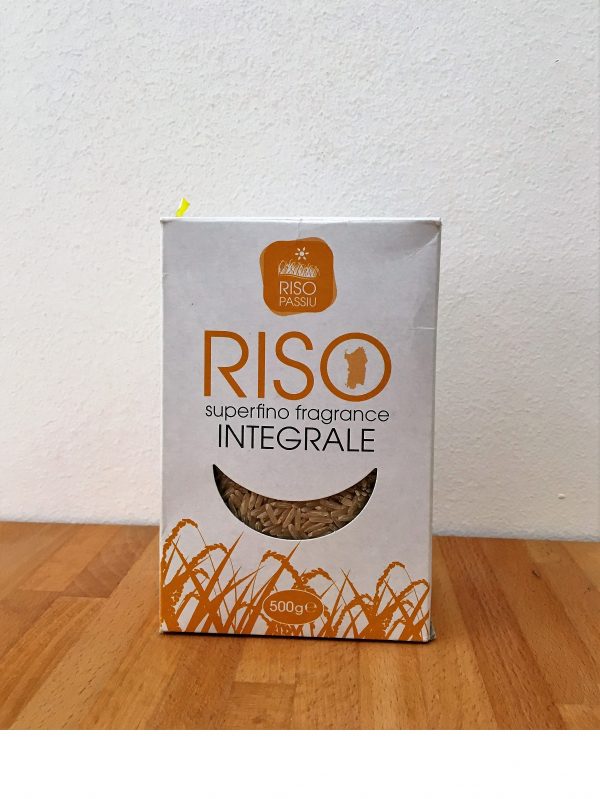 RISO
PASSIU
RISO
superfino fragrance
INTEGRALE
500g℮